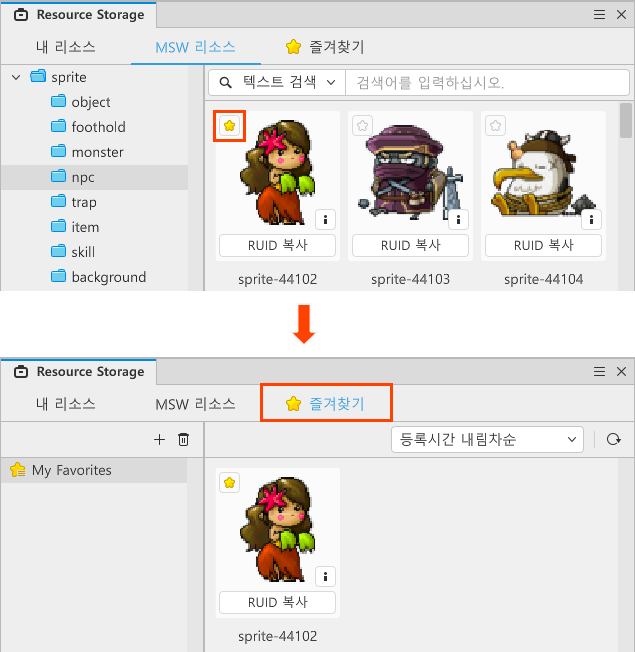 Resource Storage
내 리소스 MSW 리소스 즐겨찾기
sprite 텍스트 검색 검색어를 입력하십시오.
object
foothold
monster
npc
trap
item
skill
background
RUID 복사 RUID 복사 RUID 복사
sprite-44102 sprite-44103 sprite-44104
Resource Storage
내 리소스 MSW 리소스 즐겨찾기
등록시간 내림차순
My Favorites
RUID 복사
sprite-44102